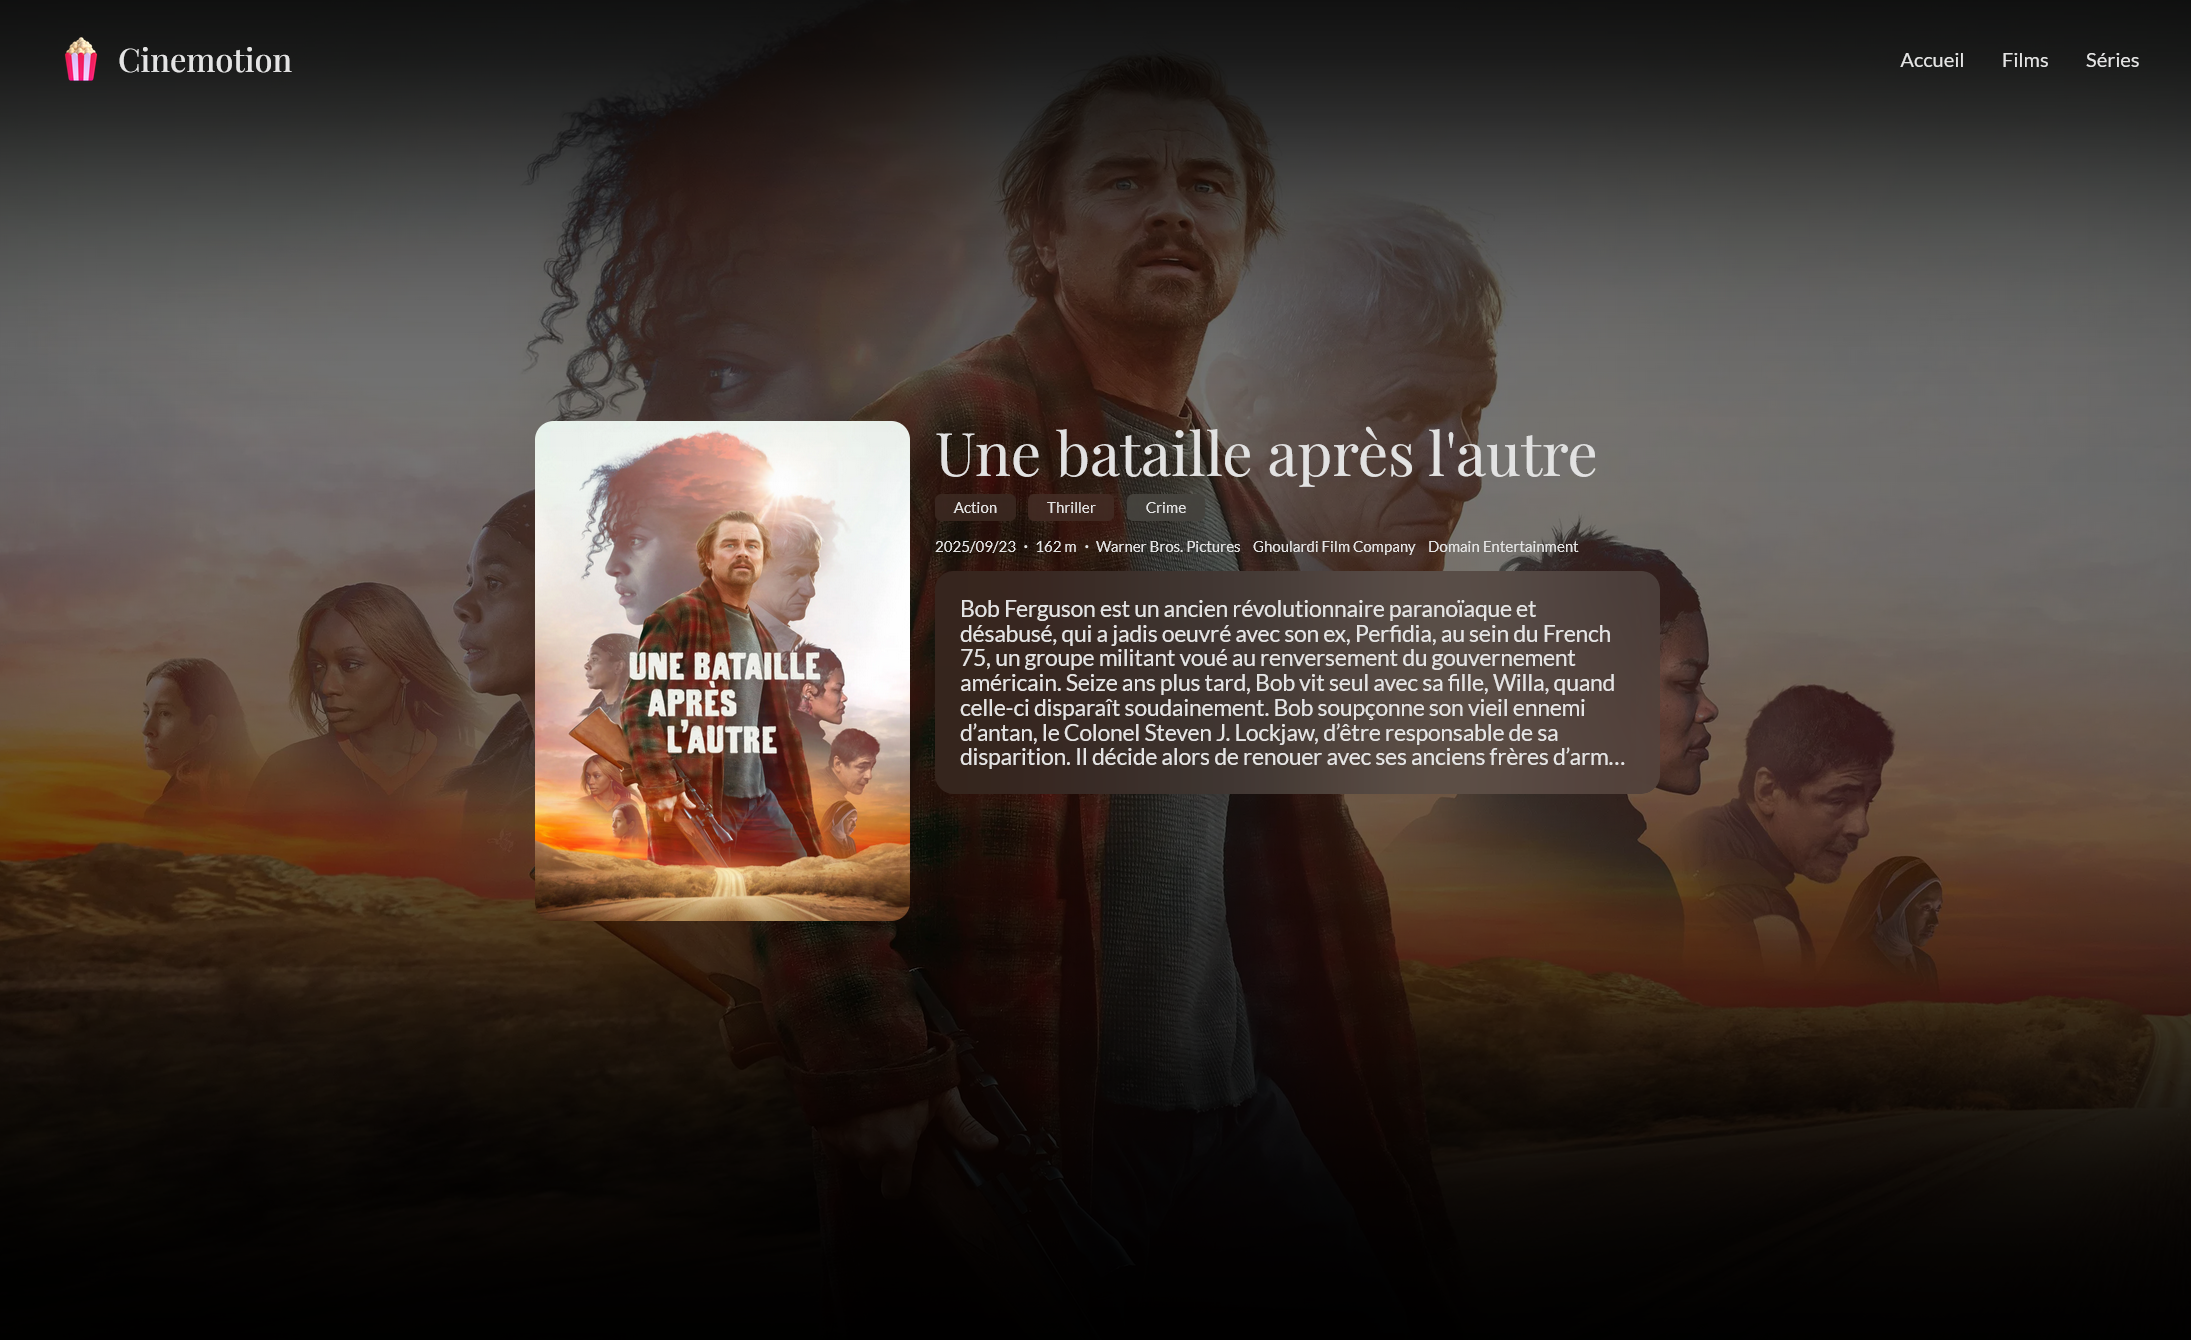 Cinemotion
Accueil Films Séries
Une bataille après l'autre
Action Thriller Crime
2025/09/23 • 162 m • Warner Bros. Pictures Ghoulardi Film Company Domain Entertainment
Bob Ferguson est un ancien révolutionnaire paranoïaque et
désabusé, qui a jadis oeuvré avec son ex, Perfidia, au sein du French
75, un groupe militant voué au renversement du gouvernement
américain. Seize ans plus tard, Bob vit seul avec sa fille, Willa, quand
celle-ci disparaît soudainement. Bob soupçonne son vieil ennemi
d’antan, le Colonel Steven J. Lockjaw, d’être responsable de sa
disparition. Il décide alors de renouer avec ses anciens frères d’arm…
UNE BATAILLE
APRÈS
L’AUTRE